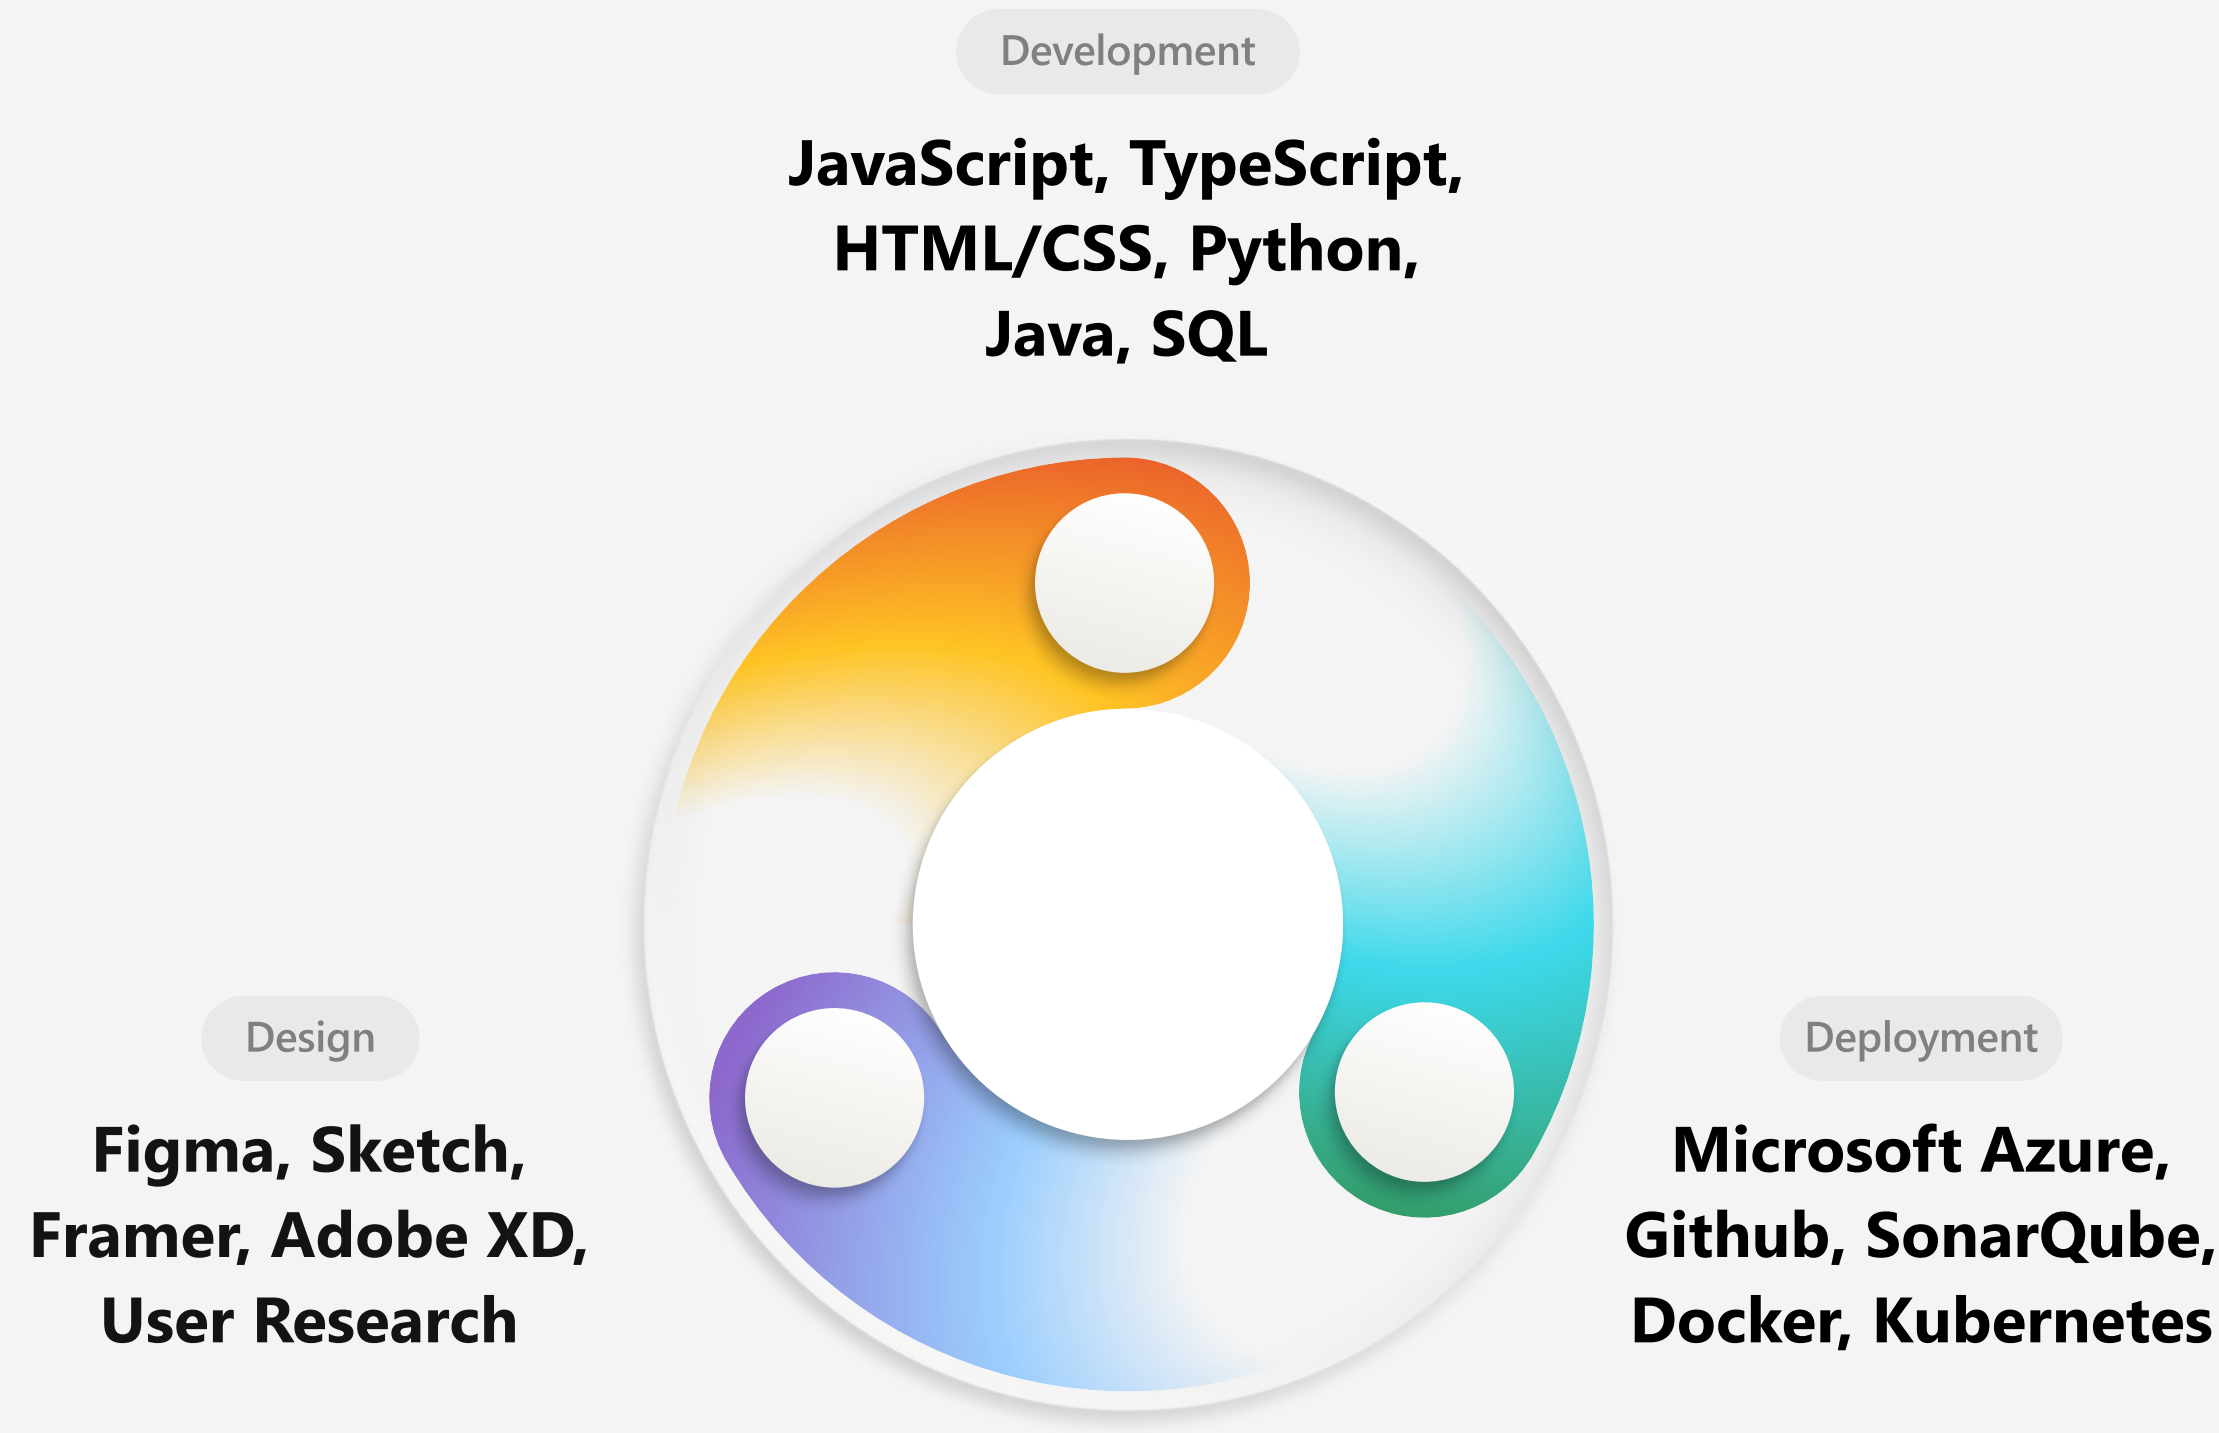 Development
JavaScript, TypeScript,
HTML/CSS, Python,
Java, SQL
Design
Figma, Sketch,
Framer, Adobe XD,
User Research
Deployment
Microsoft Azure,
Github, SonarQube,
Docker, Kubernetes